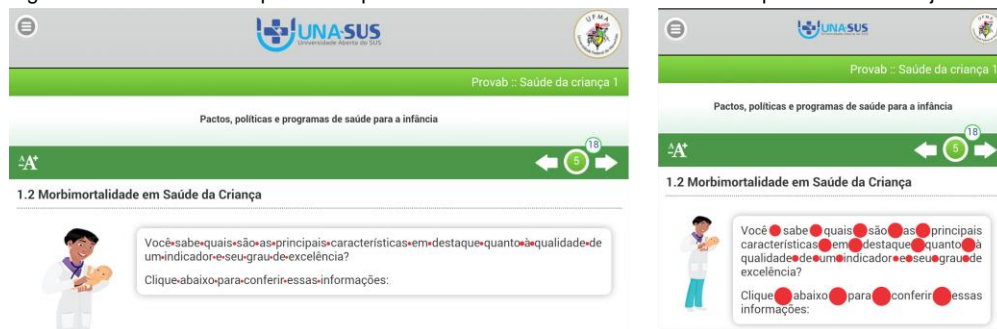 UNA-SUS
Universidade Aberta do SUS
UFMA
Provab :: Saúde da criança 1
Pactos, políticas e programas de saúde para a infância
-A+
5
18
1.2 Morbimortalidade em Saúde da Criança
Você sabe quais são as principais características em destaque quanto à qualidade de
um indicador e seu grau de excelência?
Clique abaixo para conferir essas informações:
UNA-SUS
Provab :: Saúde da criança 1
Pactos, políticas e programas de saúde para a infância
-A+
5
18
1.2 Morbimortalidade em Saúde da Criança
Você sabe quais são as principais
características em destaque quanto à
qualidade de um indicador e seu grau de
excelência?
Clique abaixo para conferir essas
informações: